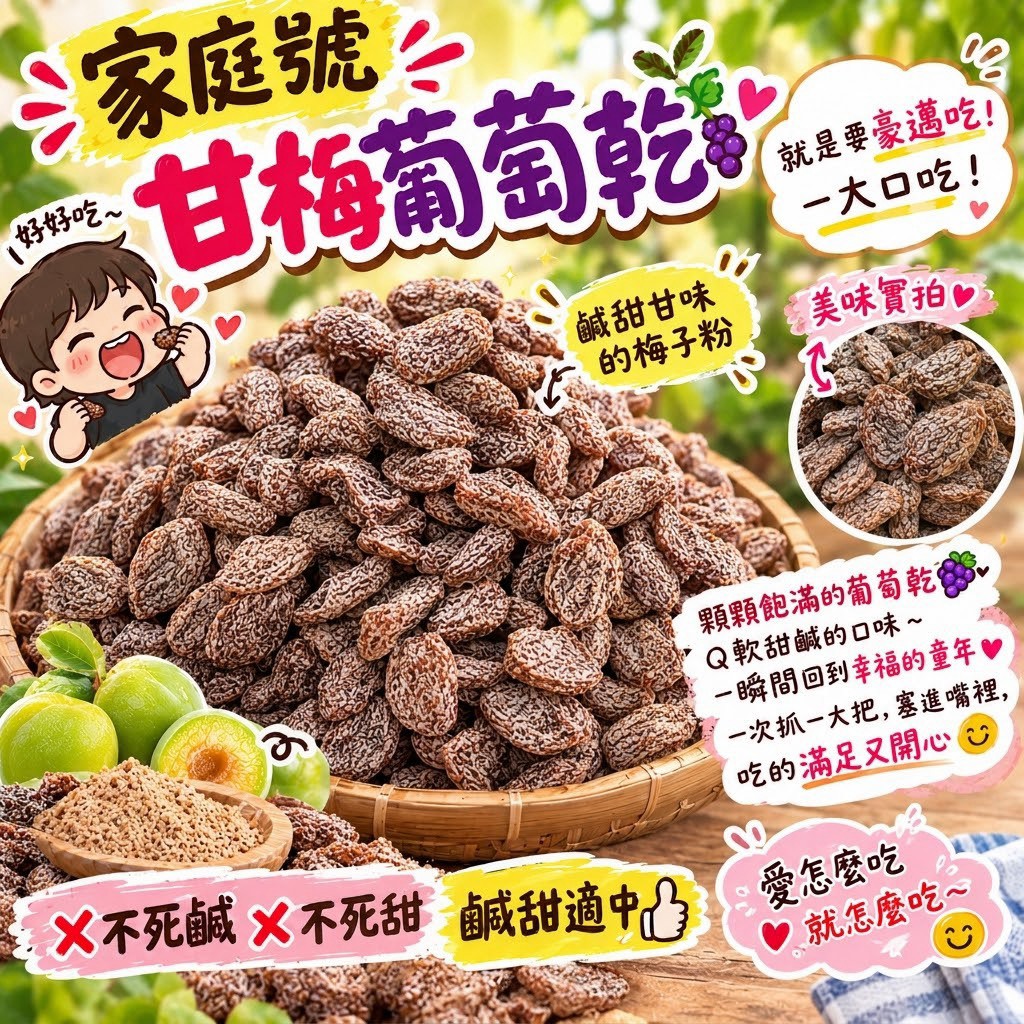 家庭號
甘梅葡萄乾
就是要豪邁吃!
一大口吃!
好好吃~
鹹甜甘味
的梅子粉
美味實拍
顆顆飽滿的葡萄乾
Q軟甜鹹的口味~
一瞬間回到幸福的童年
一次抓一大把,塞進嘴裡,
吃的滿足又開心
不死鹹 不死甜 鹹甜適中
愛怎麼吃
就怎麼吃~